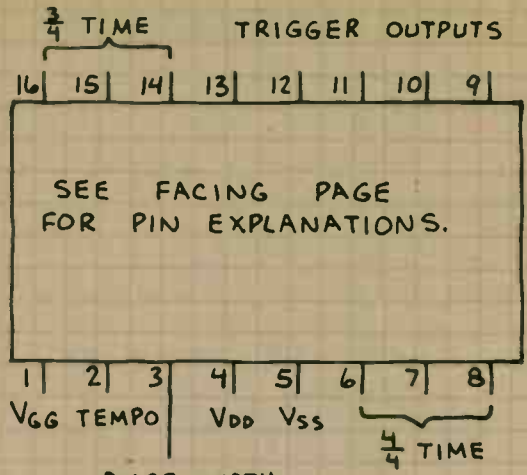 3/4 TIME TRIGGER OUTPUTS
16 15 14 13 12 11 10 9
SEE FACING PAGE
FOR PIN EXPLANATIONS.
1 2 3 4 5 6 7 8
VGG TEMPO VDD VSS
4/4 TIME